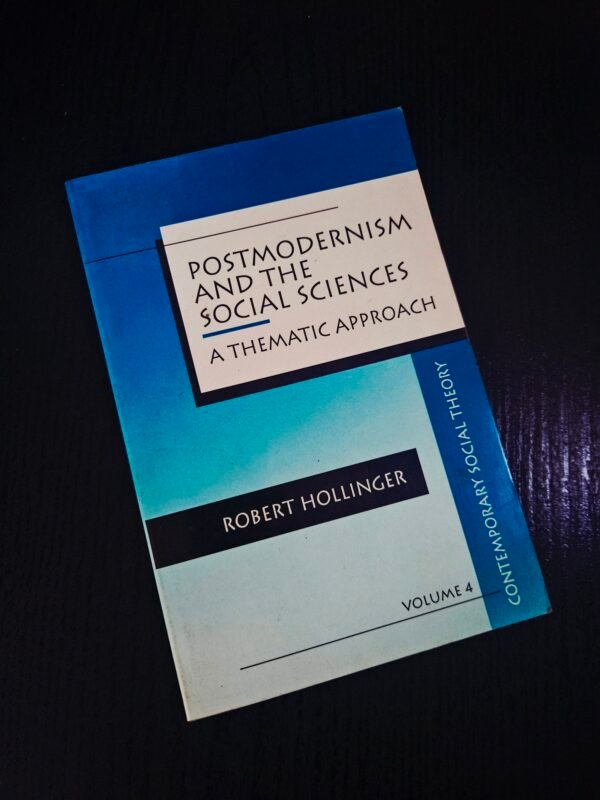 POSTMODERNISM
AND THE
SOCIAL SCIENCES
A THEMATIC APPROACH
ROBERT HOLLINGER
VOLUME 4
CONTEMPORARY SOCIAL THEORY